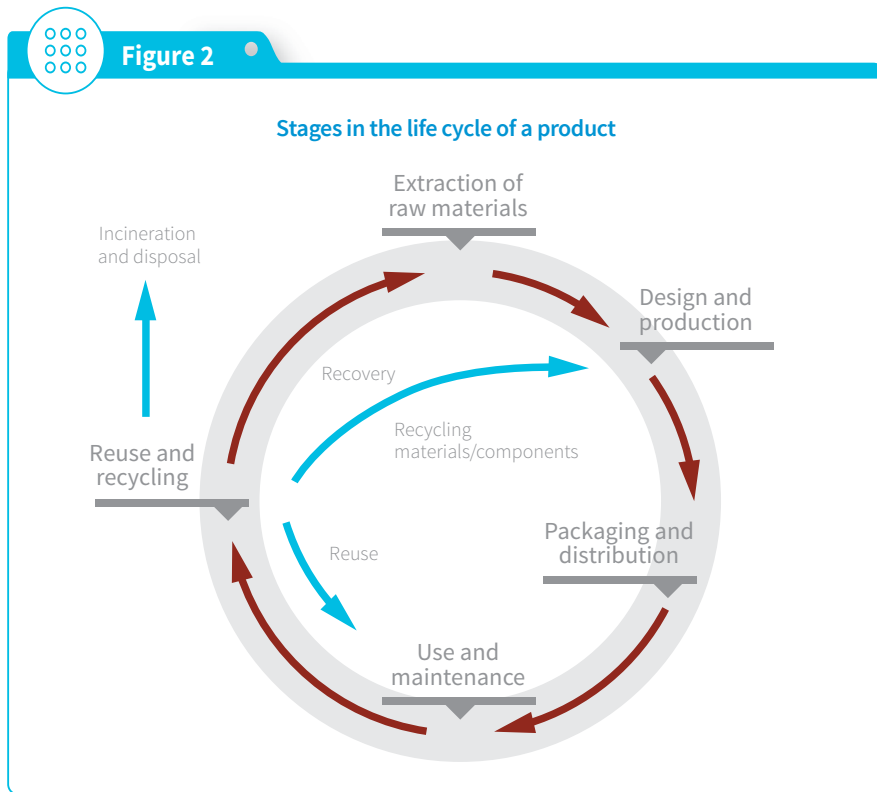 Figure 2
Stages in the life cycle of a product
Extraction of
raw materials
Incineration
and disposal
Design and
production
Recovery
Recycling
materials/components
Reuse and
recycling
Packaging and
distribution
Reuse
Use and
maintenance